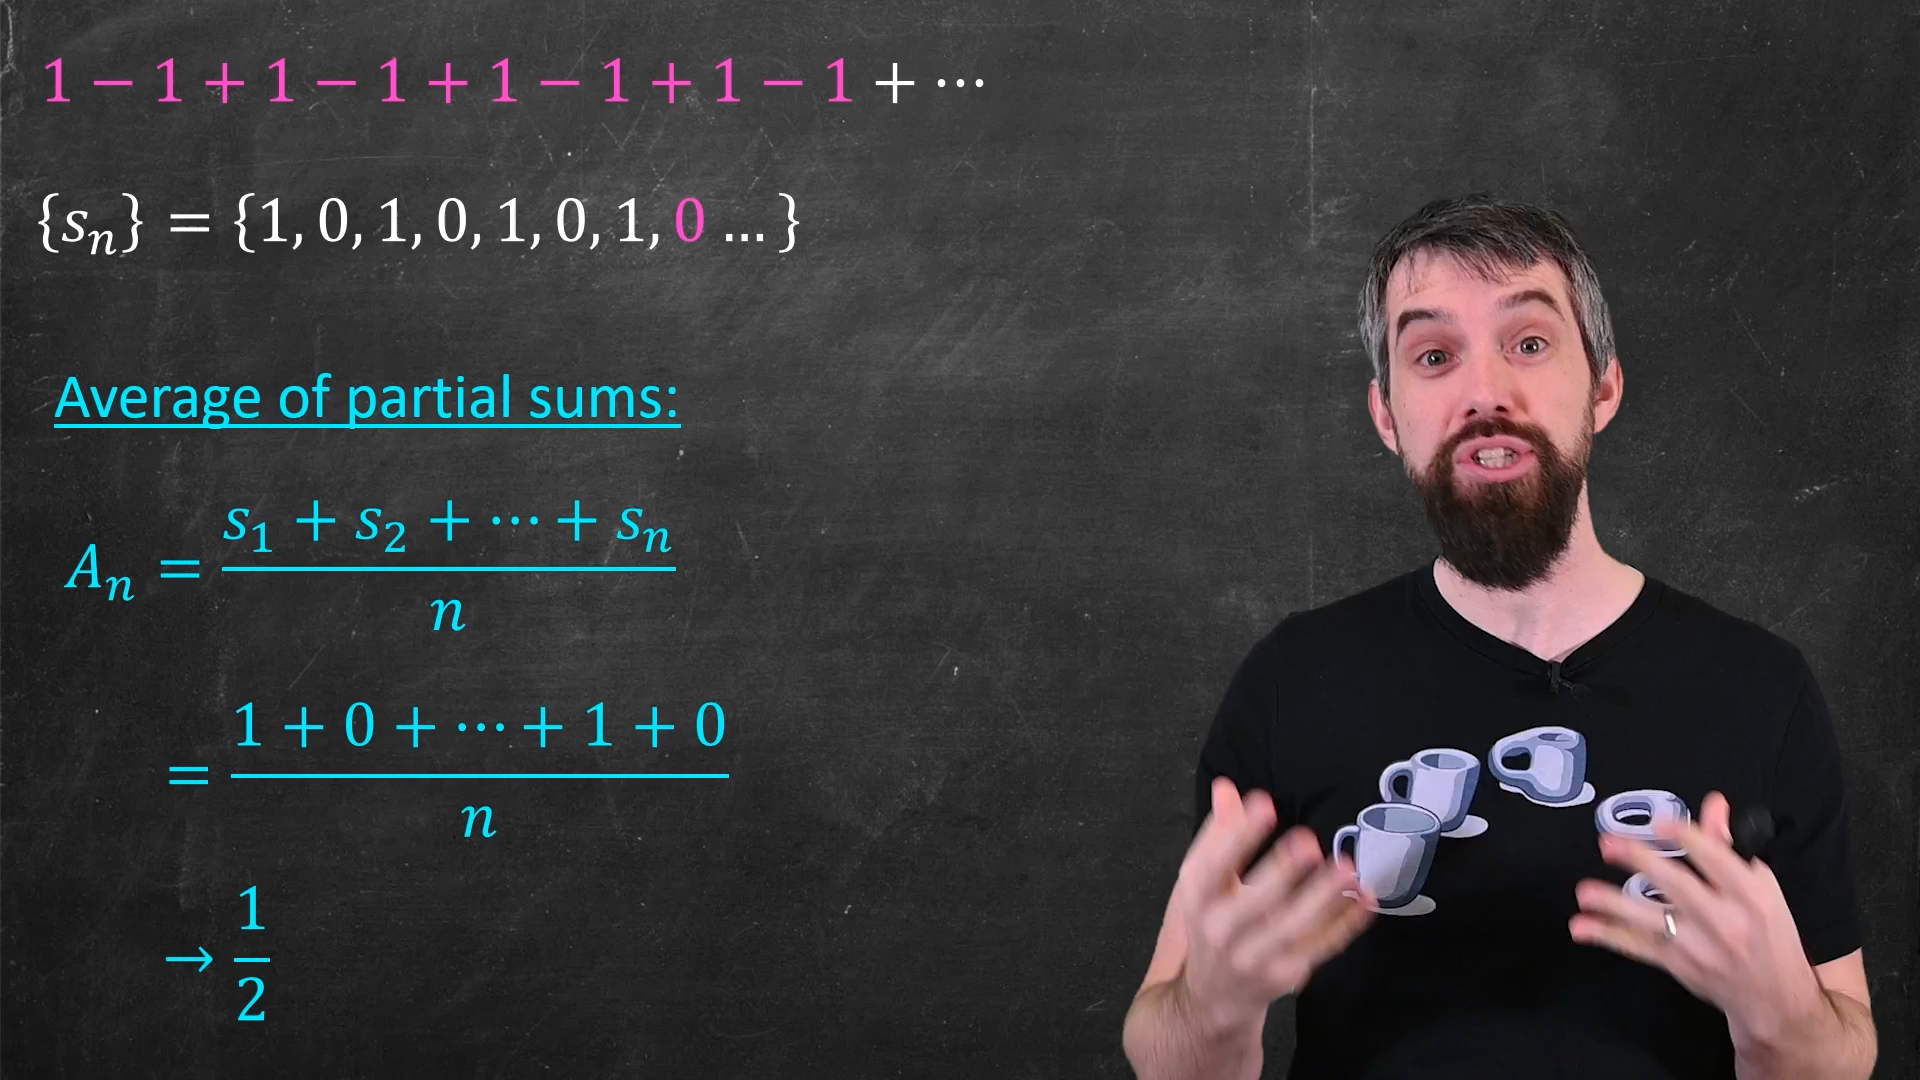 1 − 1 + 1 − 1 + 1 − 1 + 1 − 1 + ⋯
{sₙ} = {1, 0, 1, 0, 1, 0, 1, 0 … }
Average of partial sums:
Aₙ = (s₁ + s₂ + ⋯ + sₙ) / n
= (1 + 0 + ⋯ + 1 + 0) / n
→ 1/2